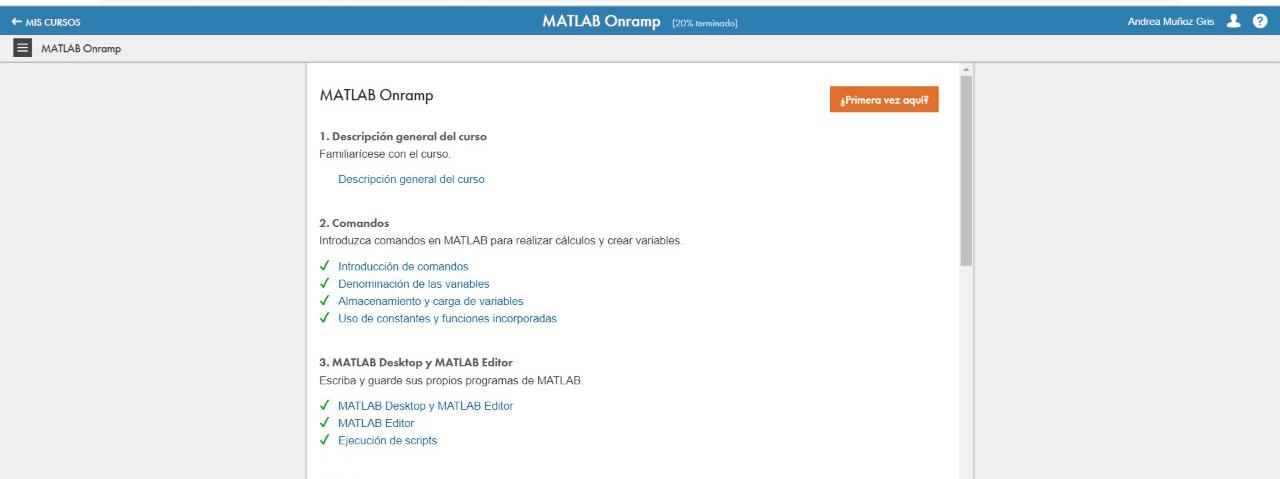 MIS CURSOS
MATLAB Onramp (20% terminado)
Andrea Muñoz Gris
MATLAB Onramp
MATLAB Onramp
¿Primera vez aquí?
1. Descripción general del curso
Familiarícese con el curso.
Descripción general del curso
2. Comandos
Introduzca comandos en MATLAB para realizar cálculos y crear variables.
Introducción de comandos
Denominación de las variables
Almacenamiento y carga de variables
Uso de constantes y funciones incorporadas
3. MATLAB Desktop y MATLAB Editor
Escriba y guarde sus propios programas de MATLAB.
MATLAB Desktop y MATLAB Editor
MATLAB Editor
Ejecución de scripts